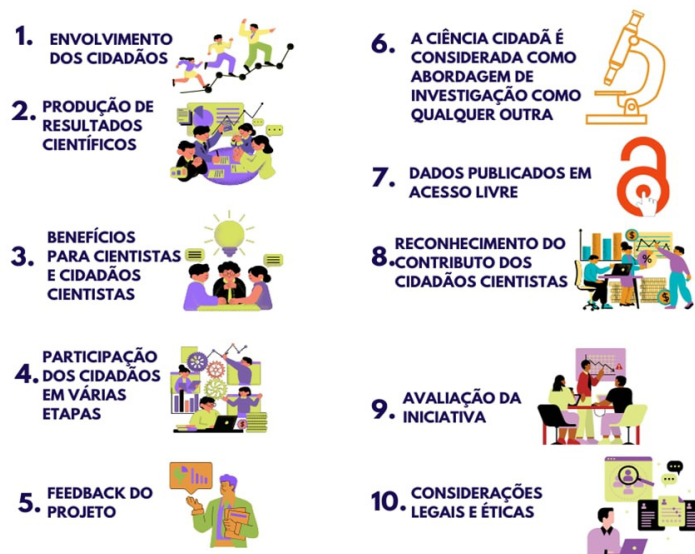 1. ENVOLVIMENTO
DOS CIDADÃOS
2. PRODUÇÃO DE
RESULTADOS
CIENTÍFICOS
3. BENEFÍCIOS
PARA CIENTISTAS
E CIDADÃOS
CIENTISTAS
4. PARTICIPAÇÃO
DOS CIDADÃOS
EM VÁRIAS
ETAPAS
5. FEEDBACK DO
PROJETO
6. A CIÊNCIA CIDADÃ É
CONSIDERADA COMO
ABORDAGEM DE
INVESTIGAÇÃO COMO
QUALQUER OUTRA
7. DADOS PUBLICADOS EM
ACESSO LIVRE
8. RECONHECIMENTO DO
CONTRIBUTO DOS
CIDADÃOS CIENTISTAS
9. AVALIAÇÃO DA
INICIATIVA
10. CONSIDERAÇÕES
LEGAIS E ÉTICAS